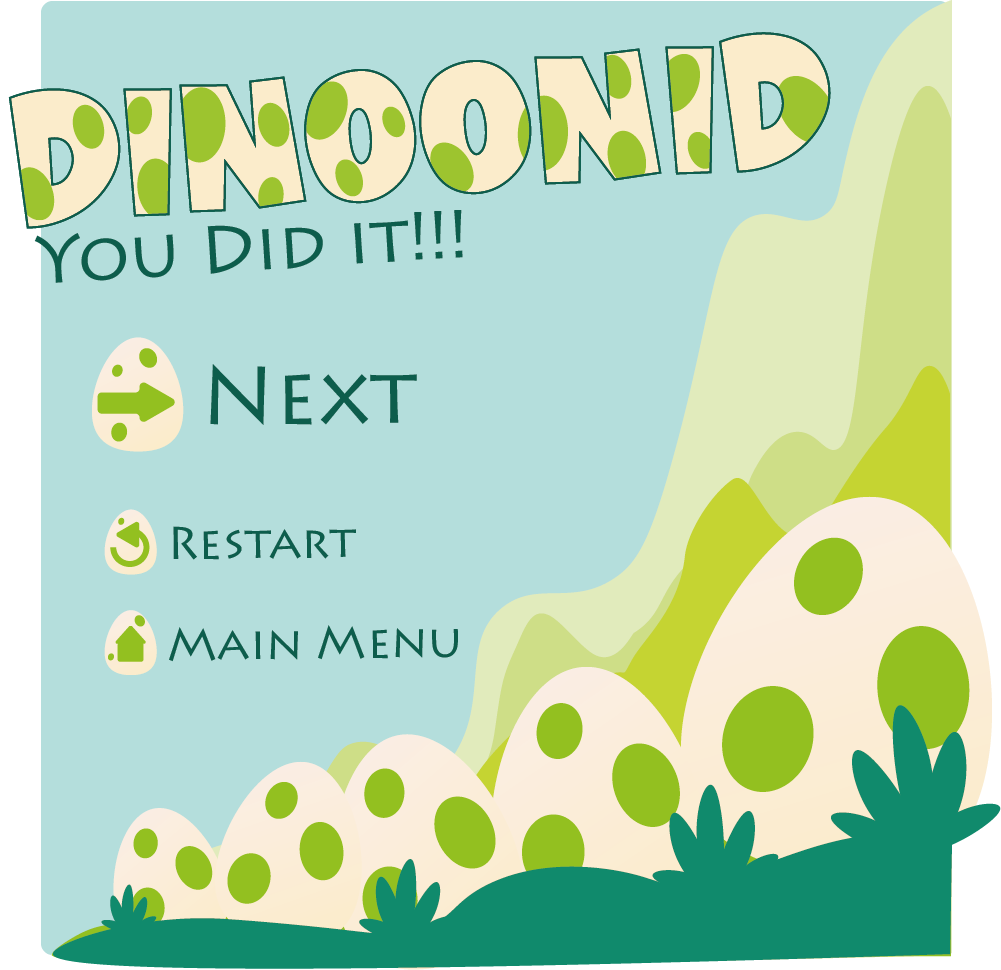 DINOONID
YOU DID IT!!!
NEXT
RESTART
MAIN MENU